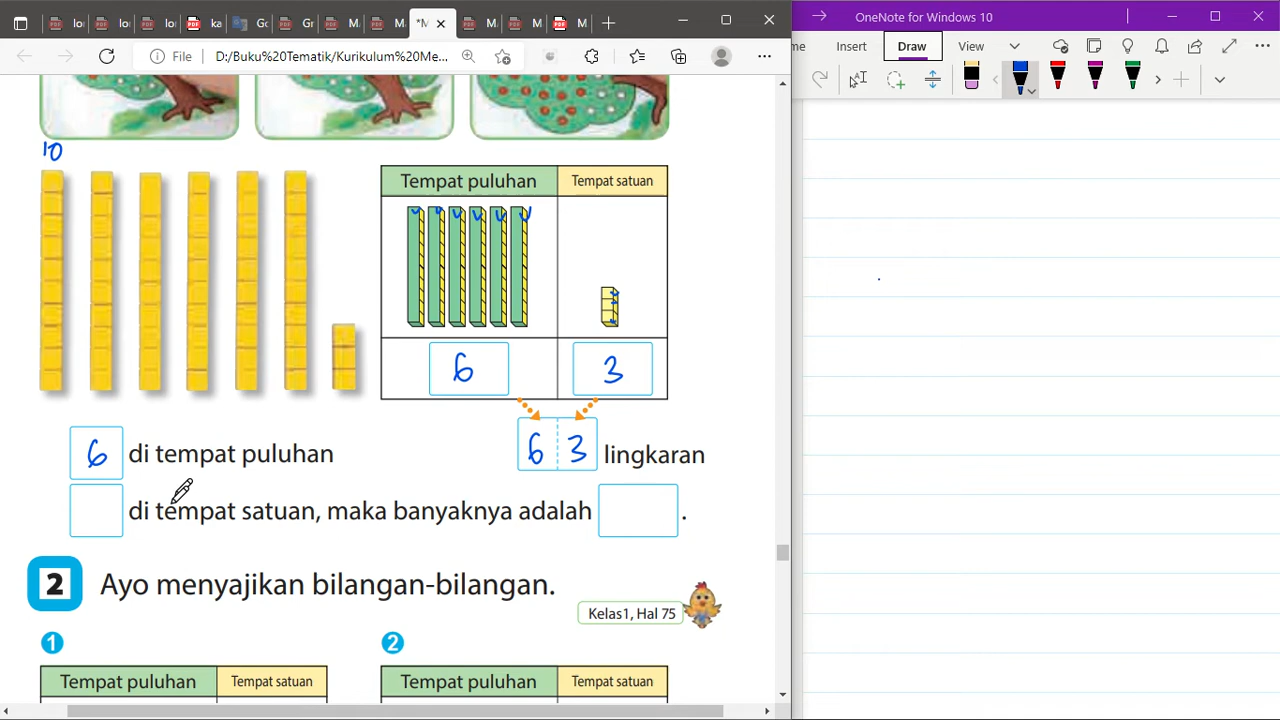 File
D:/Buku%20Tematik/Kurikulum%20Me...
OneNote for Windows 10
Insert
Draw
View
10
Tempat puluhan
Tempat satuan
6
3
6 3 lingkaran
6 di tempat puluhan
di tempat satuan, maka banyaknya adalah .
2 Ayo menyajikan bilangan-bilangan.
Kelas1, Hal 75
1
2
Tempat puluhan
Tempat satuan
Tempat puluhan
Tempat satuan